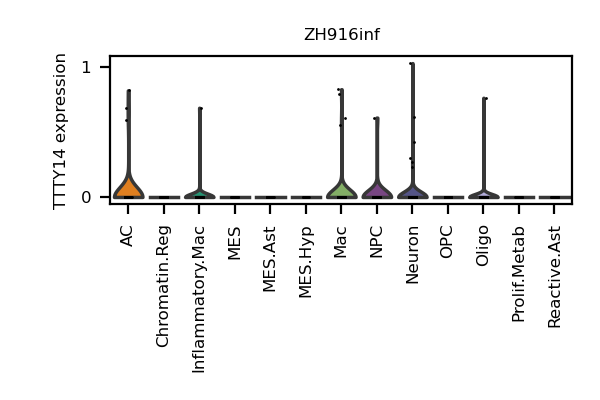 ZH916inf
TTTY14 expression
1
0
AC
Chromatin.Reg
Inflammatory.Mac
MES
MES.Ast
MES.Hyp
Mac
NPC
Neuron
OPC
Oligo
Prolif.Metab
Reactive.Ast